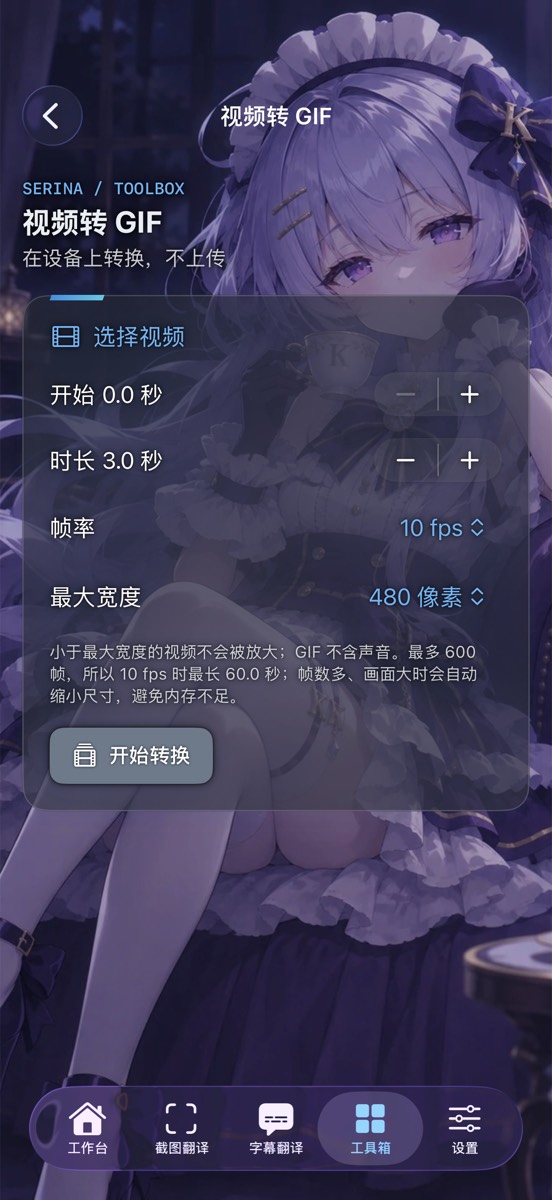 视频转 GIF
SERINA / TOOLBOX
视频转 GIF
在设备上转换，不上传
选择视频
开始 0.0 秒
时长 3.0 秒
帧率
10 fps
最大宽度
480 像素
小于最大宽度的视频不会被放大；GIF 不含声音。最多 600
帧，所以 10 fps 时最长 60.0 秒；帧数多、画面大时会自动
缩小尺寸，避免内存不足。
开始转换
工作台
截图翻译
字幕翻译
工具箱
设置
K
K